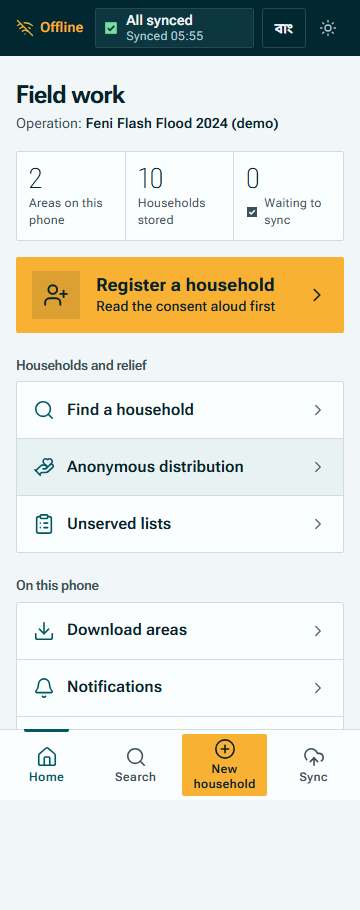 Offline
All synced
Synced 05:55
বাং
Field work
Operation: Feni Flash Flood 2024 (demo)
2
Areas on this
phone
10
Households
stored
0
Waiting to
sync
Register a household
Read the consent aloud first
Households and relief
Find a household
Anonymous distribution
Unserved lists
On this phone
Download areas
Notifications
Home
Search
New
household
Sync